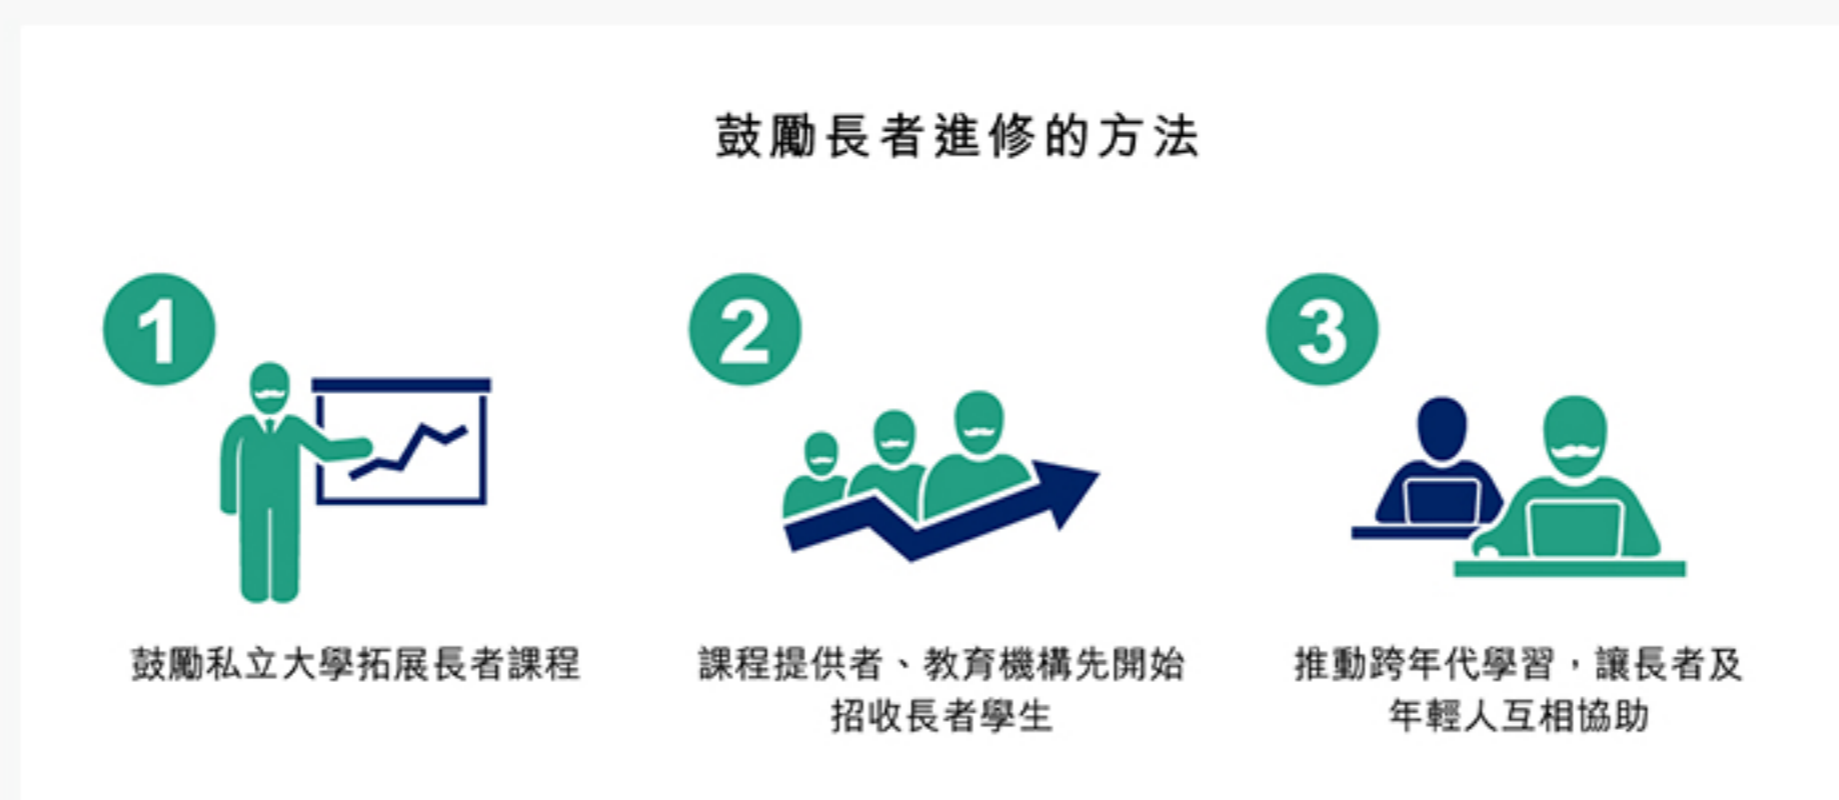 鼓勵長者進修的方法
1
2
3
鼓勵私立大學拓展長者課程
課程提供者、教育機構先開始
招收長者學生
推動跨年代學習，讓長者及
年輕人互相協助